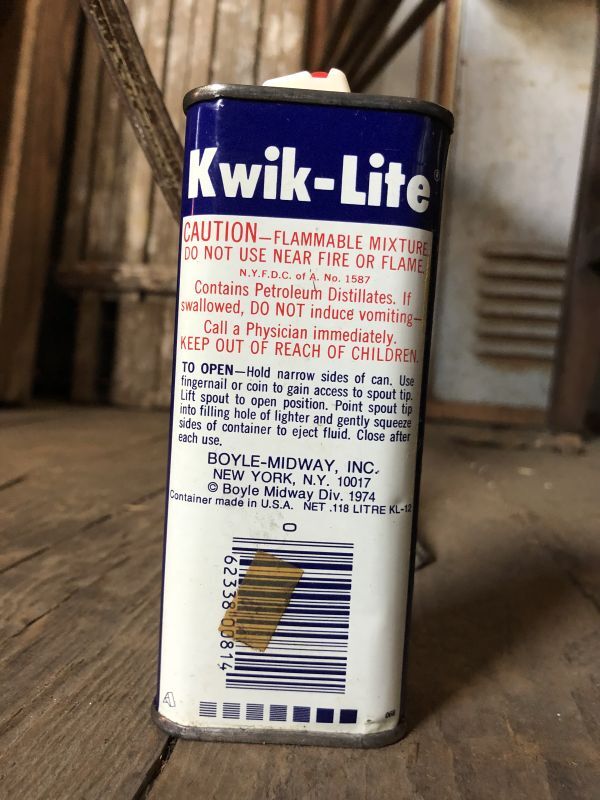 Kwik-Lite®
CAUTION—FLAMMABLE MIXTURE.
DO NOT USE NEAR FIRE OR FLAME.
N.Y.F.D.C. of A. No. 1587
Contains Petroleum Distillates. If
swallowed, DO NOT induce vomiting—
Call a Physician immediately.
KEEP OUT OF REACH OF CHILDREN.
TO OPEN—Hold narrow sides of can. Use
fingernail or coin to gain access to spout tip.
Lift spout to open position. Point spout tip
into filling hole of lighter and gently squeeze
sides of container to eject fluid. Close after
each use.
BOYLE-MIDWAY, INC.
NEW YORK, N.Y. 10017
© Boyle Midway Div. 1974
Container made in U.S.A. NET .118 LITRE KL-12
0
62338 00814